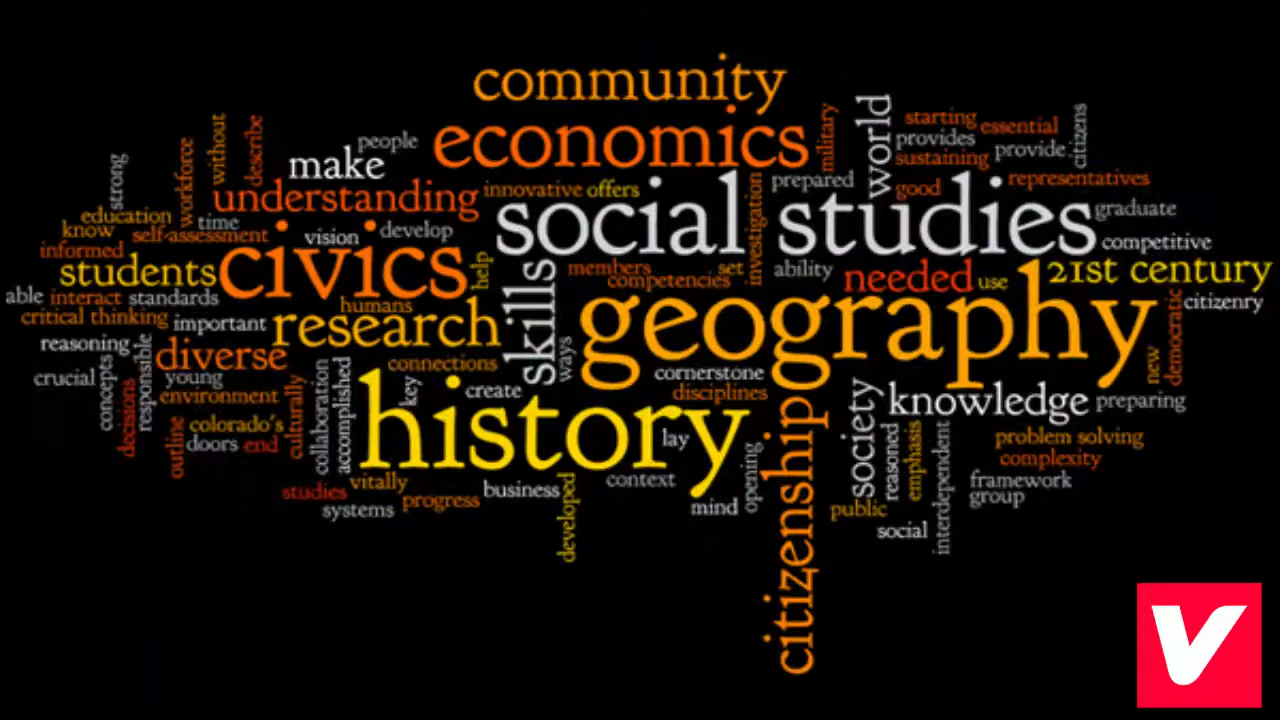 community
economics
military
world
starting
essential
provides
citizens
provide
sustaining
representatives
good
people
make
without
describe
workforce
strong
understanding
innovative
offers
investigation
prepared
social studies
graduate
education
time
know
self-assessment
vision
develop
competitive
informed
civics
help
members
set
ability
needed
use
21st century
students
competencies
skills
able
interact
standards
humans
geography
citizenry
critical thinking
important
research
democratic
new
reasoning
responsible
diverse
connections
ways
cornerstone
crucial
concepts
young
key
create
disciplines
society
knowledge
preparing
decisions
environment
culturally
collaboration
accomplished
history
citizenship
outline
colorado's
doors
end
lay
reasoned
emphasis
interdependent
problem solving
complexity
studies
vitally
context
opening
framework
progress
business
developed
mind
group
systems
public
social
V